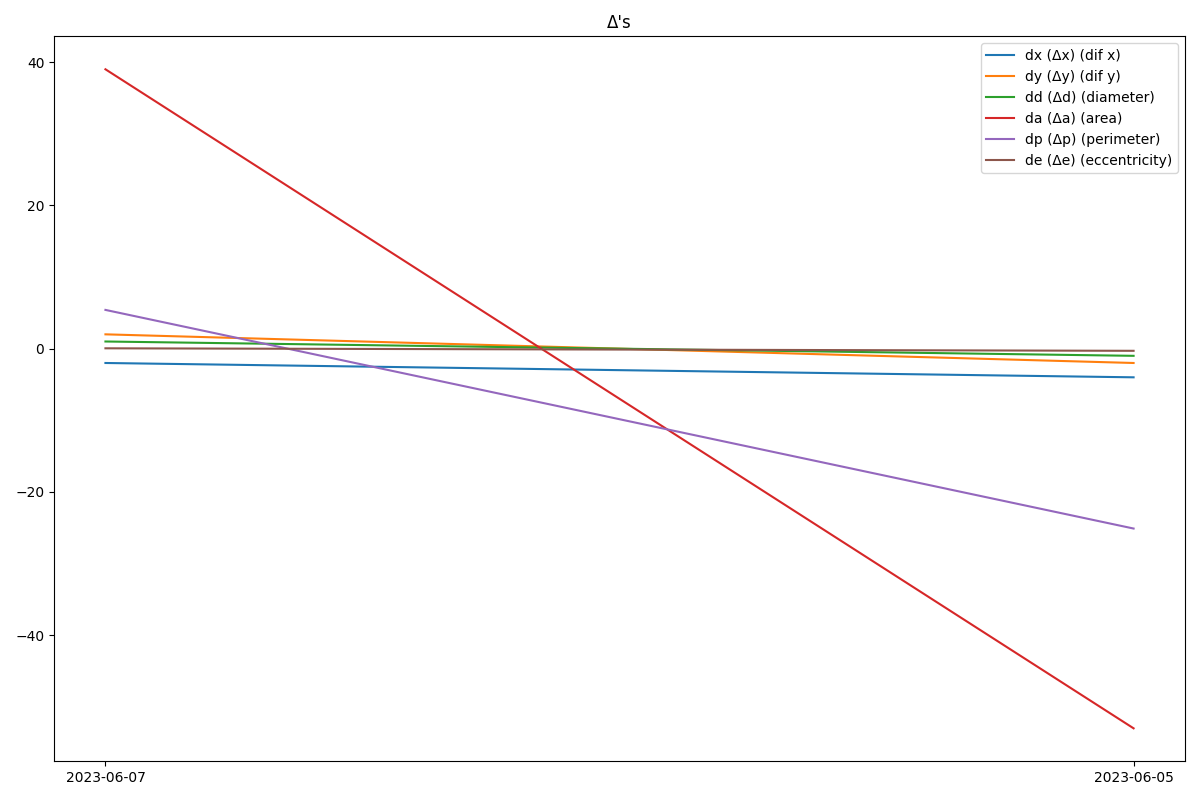 Δ's
dx (Δx) (dif x)
dy (Δy) (dif y)
dd (Δd) (diameter)
da (Δa) (area)
dp (Δp) (perimeter)
de (Δe) (eccentricity)
40
20
0
−20
−40
2023-06-07
2023-06-05